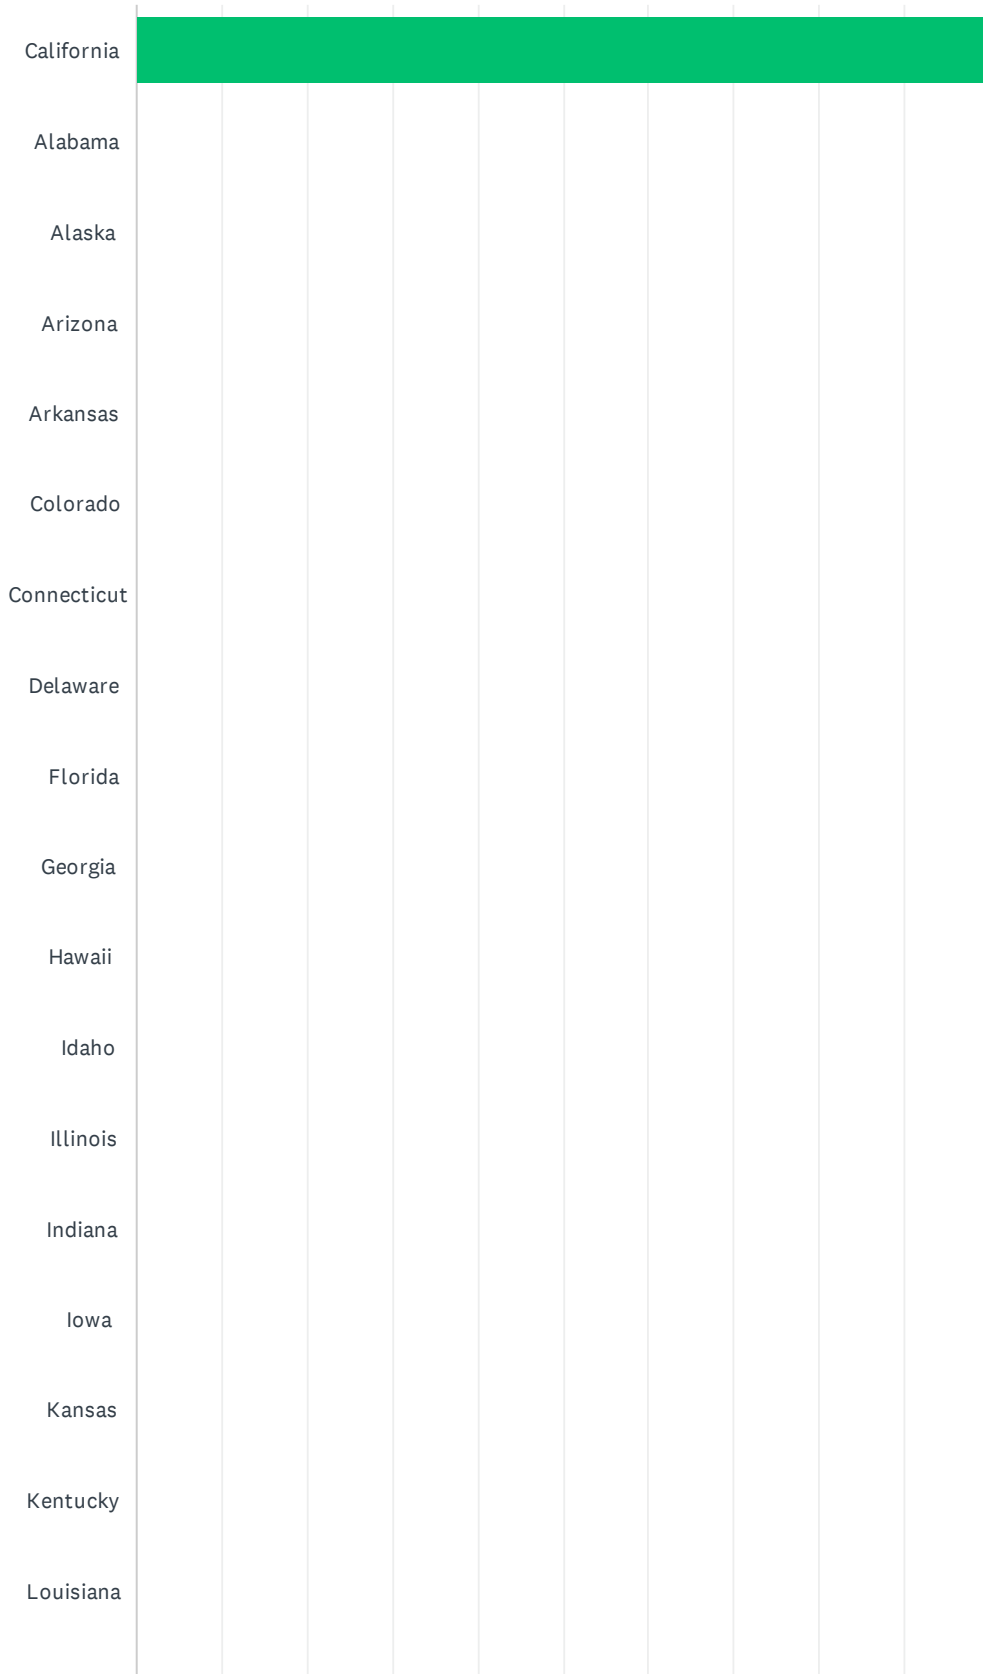 California
Alabama
Alaska
Arizona
Arkansas
Colorado
Connecticut
Delaware
Florida
Georgia
Hawaii
Idaho
Illinois
Indiana
Iowa
Kansas
Kentucky
Louisiana